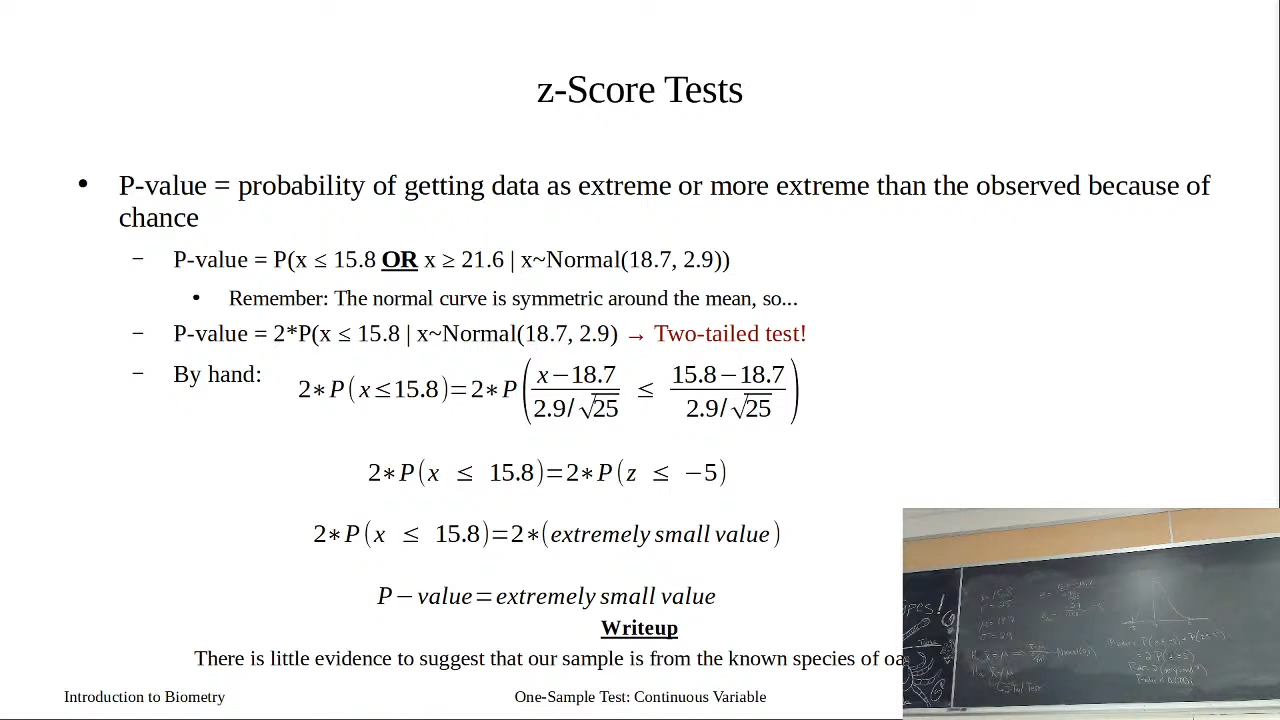 z-Score Tests
• P-value = probability of getting data as extreme or more extreme than the observed because of
chance
– P-value = P(x ≤ 15.8 OR x ≥ 21.6 | x~Normal(18.7, 2.9))
• Remember: The normal curve is symmetric around the mean, so...
– P-value = 2*P(x ≤ 15.8 | x~Normal(18.7, 2.9) → Two-tailed test!
– By hand: 2∗P(x≤15.8)=2∗P((x−18.7)/(2.9/√25) ≤ (15.8−18.7)/(2.9/√25))
2∗P(x ≤ 15.8)=2∗P(z ≤ −5)
2∗P(x ≤ 15.8)=2∗(extremely small value)
P−value=extremely small value
Writeup
There is little evidence to suggest that our sample is from the known species of oa
Introduction to Biometry
One-Sample Test: Continuous Variable